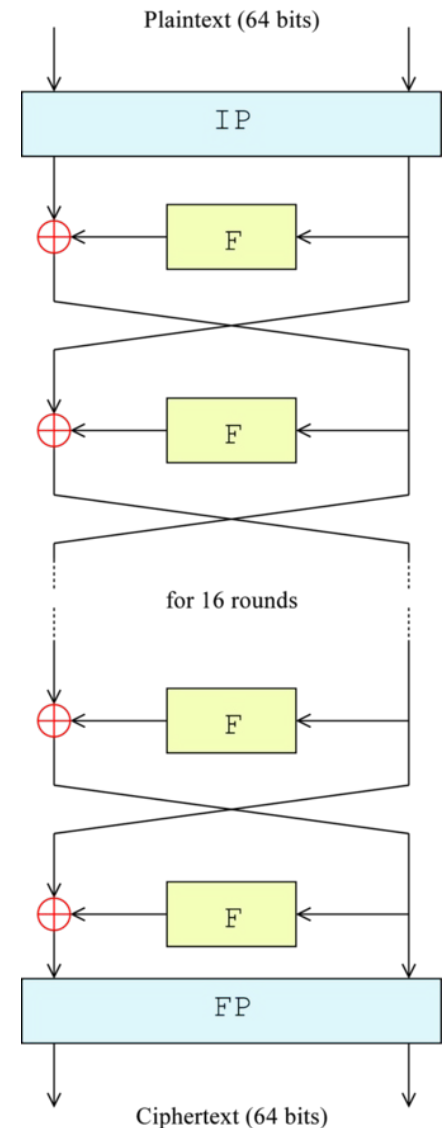 Plaintext (64 bits)
IP
F
F
for 16 rounds
F
F
FP
Ciphertext (64 bits)